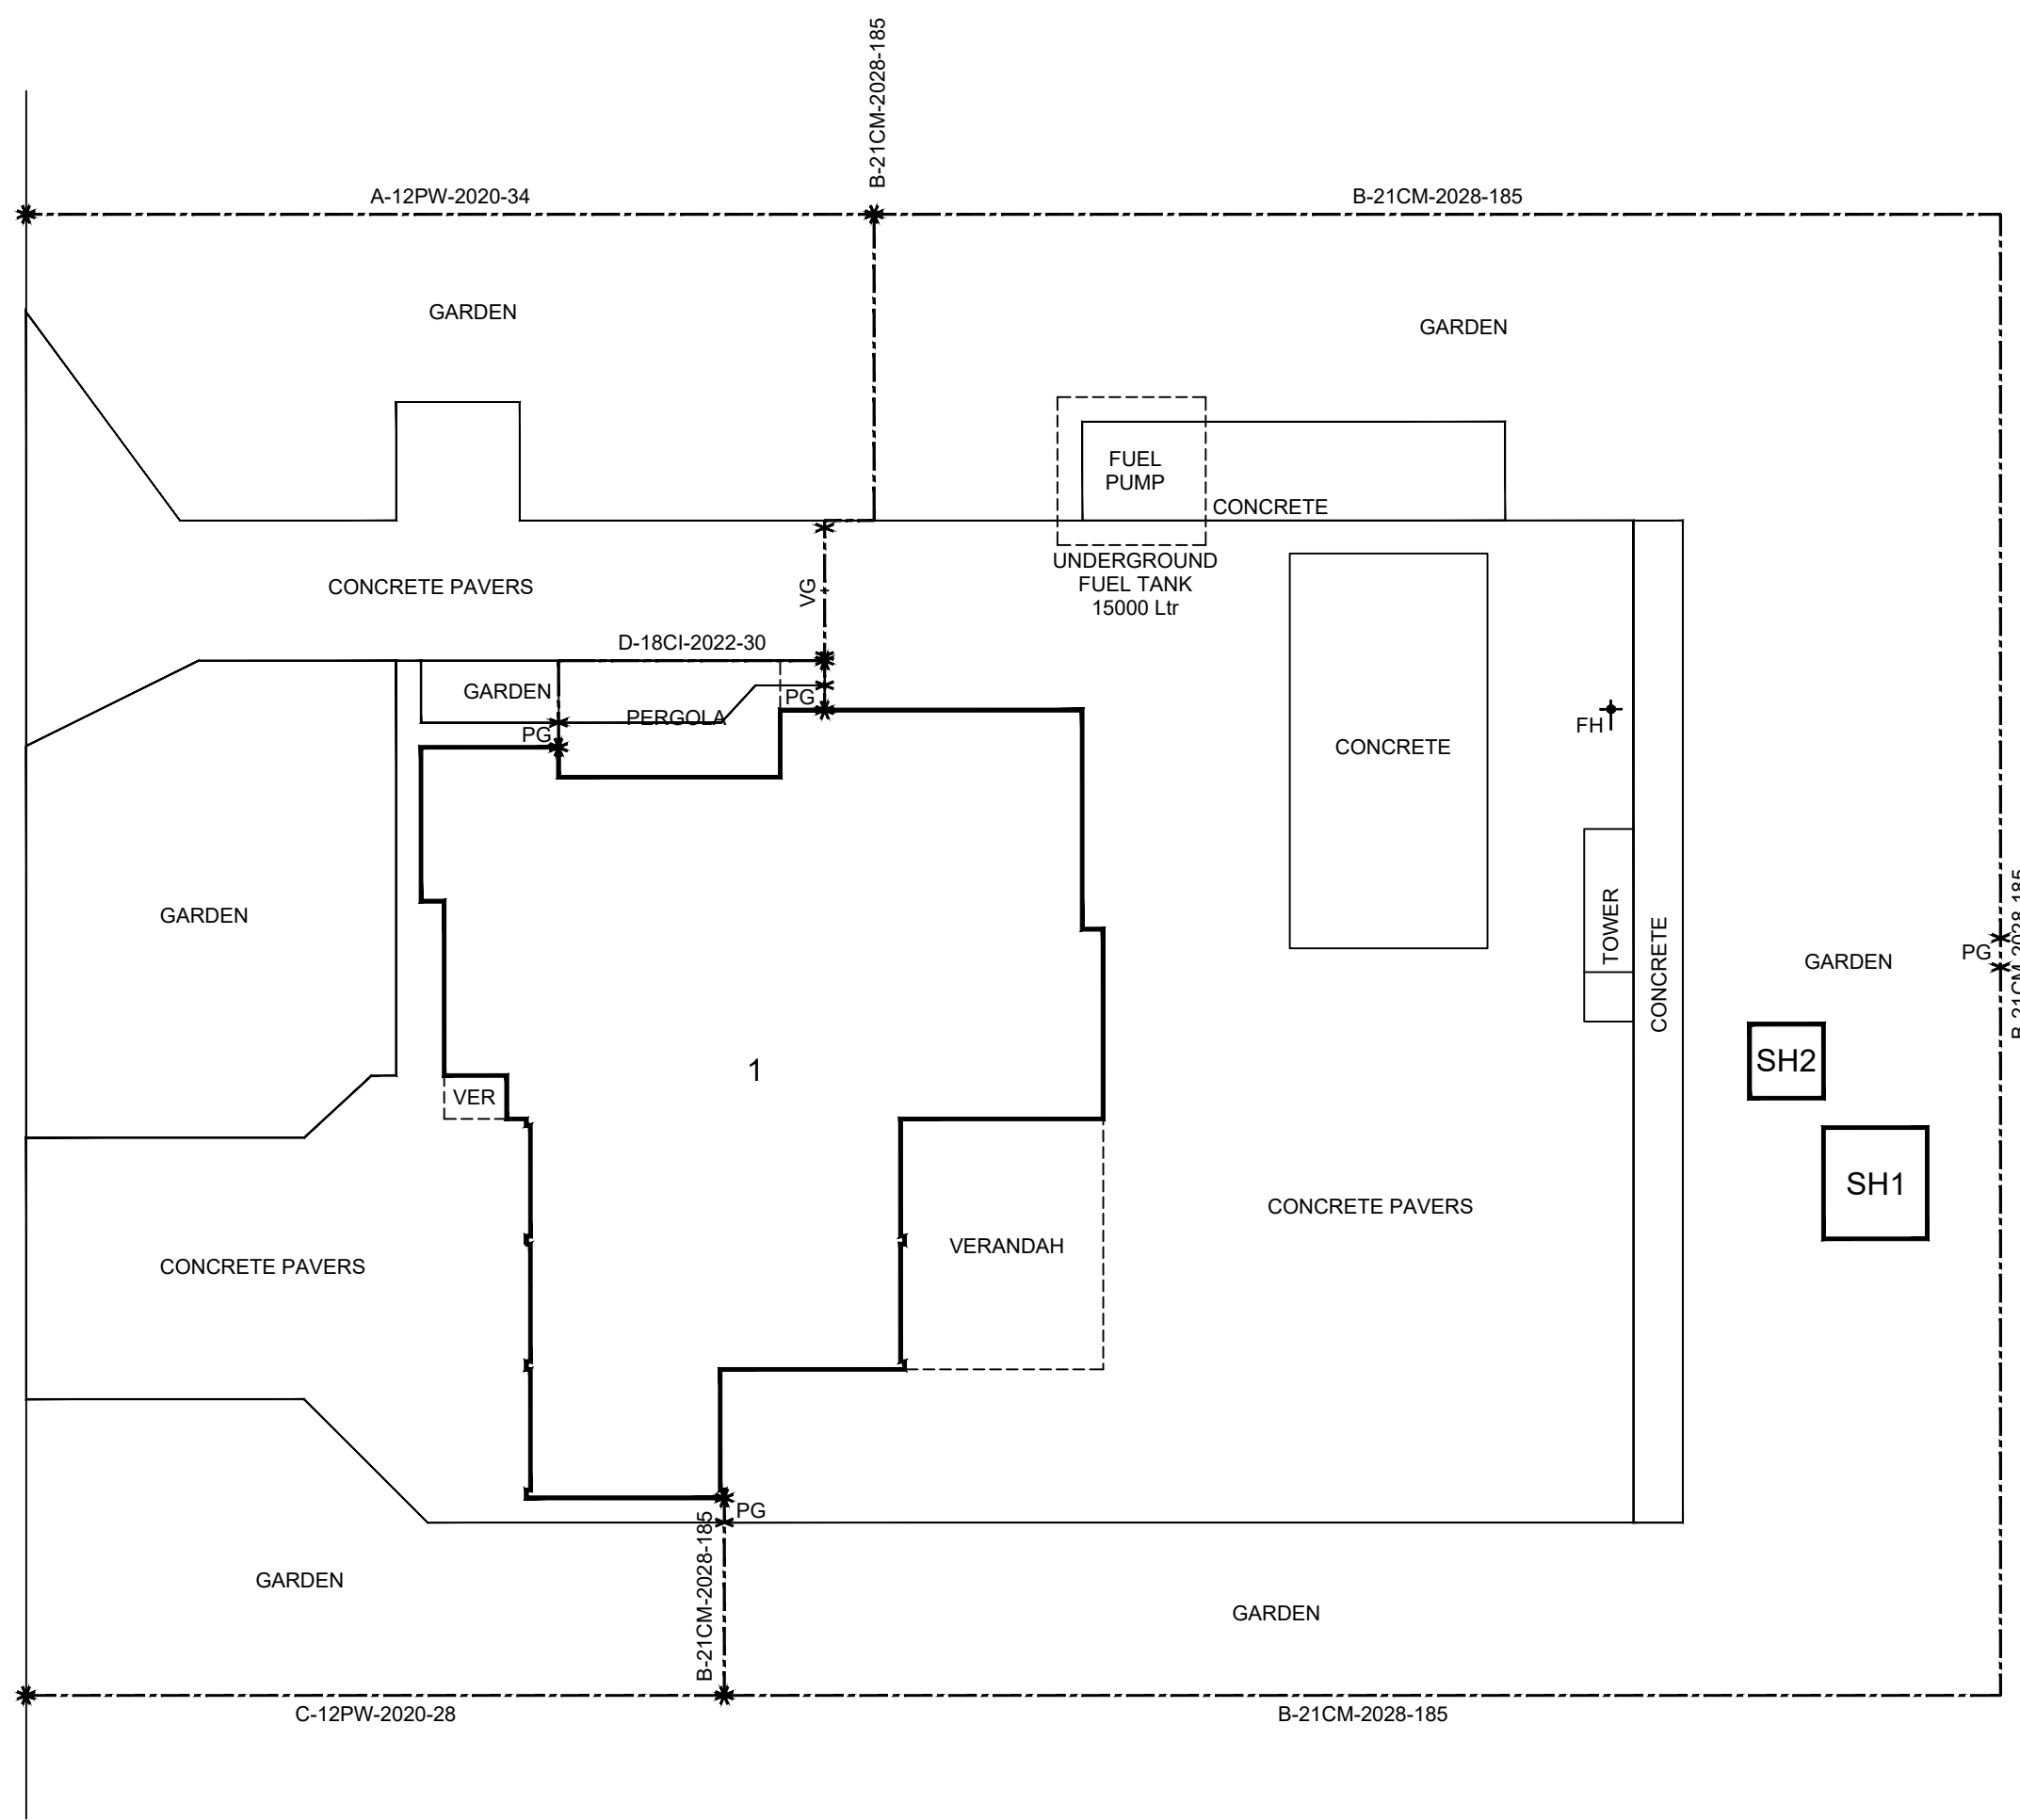 B-21CM-2028-185
A-12PW-2020-34
B-21CM-2028-185
GARDEN
GARDEN
FUEL
PUMP
CONCRETE
UNDERGROUND
FUEL TANK
15000 Ltr
CONCRETE PAVERS
VG
D-18CI-2022-30
GARDEN
PG
PERGOLA
PG
FH
CONCRETE
GARDEN
TOWER
CONCRETE
GARDEN
PG
B-21CM-2028-185
SH2
1
VER
SH1
CONCRETE PAVERS
VERANDAH
CONCRETE PAVERS
PG
B-21CM-2028-185
GARDEN
GARDEN
C-12PW-2020-28
B-21CM-2028-185